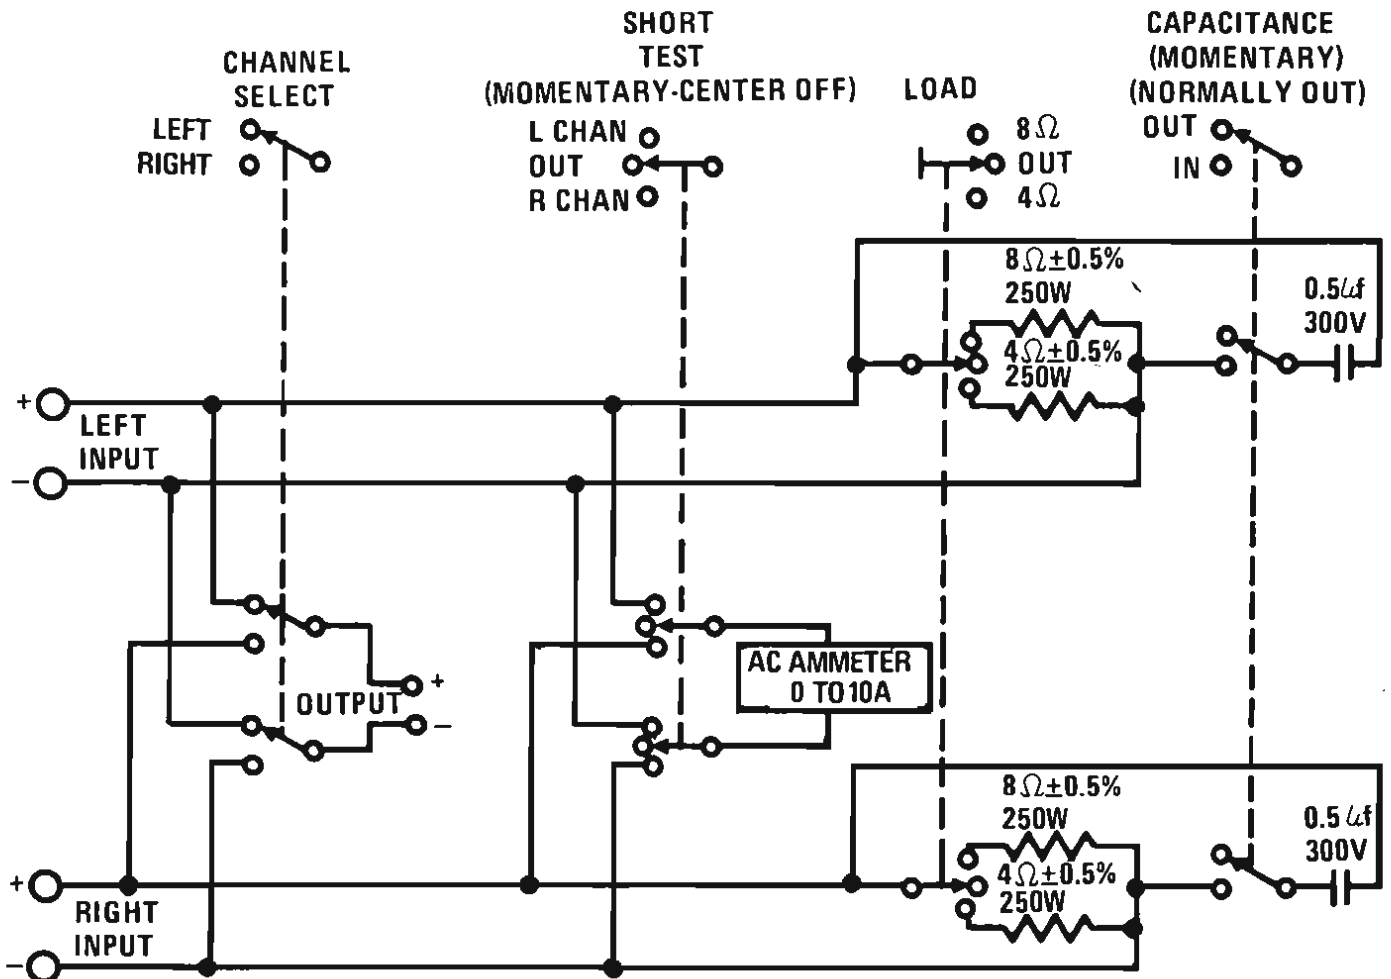 CHANNEL
SELECT
LEFT
RIGHT
SHORT
TEST
(MOMENTARY-CENTER OFF)
L CHAN
OUT
R CHAN
LOAD
8Ω
OUT
4Ω
CAPACITANCE
(MOMENTARY)
(NORMALLY OUT)
OUT
IN
8Ω±0.5%
250W
4Ω±0.5%
250W
0.5µf
300V
+
LEFT
INPUT
−
OUTPUT
+
−
AC AMMETER
0 TO10A
8Ω±0.5%
250W
4Ω±0.5%
250W
0.5µf
300V
+
RIGHT
INPUT
−